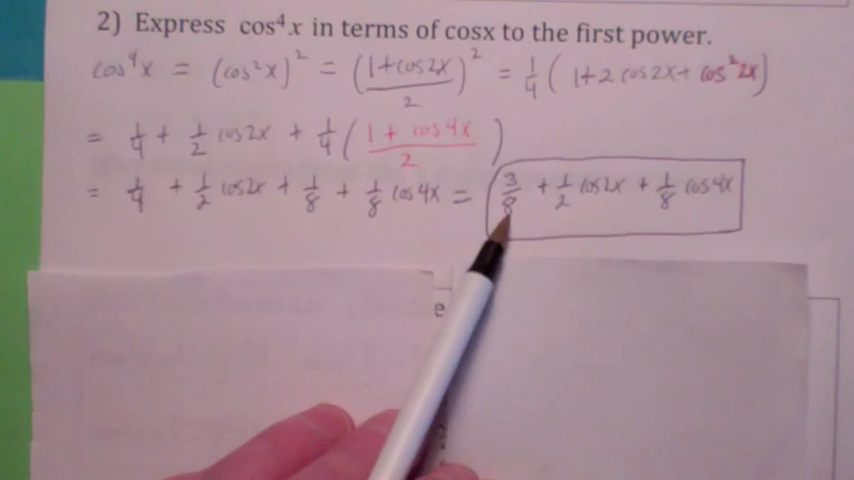 2) Express cos⁴x in terms of cosx to the first power.
cos⁴x = (cos²x)² = ((1+cos2x)/2)² = 1/4 (1+2cos2x+cos²2x)
= 1/4 + 1/2 cos2x + 1/4 ((1+cos4x)/2)
= 1/4 + 1/2 cos2x + 1/8 + 1/8 cos4x = 3/8 + 1/2 cos2x + 1/8 cos4x
e